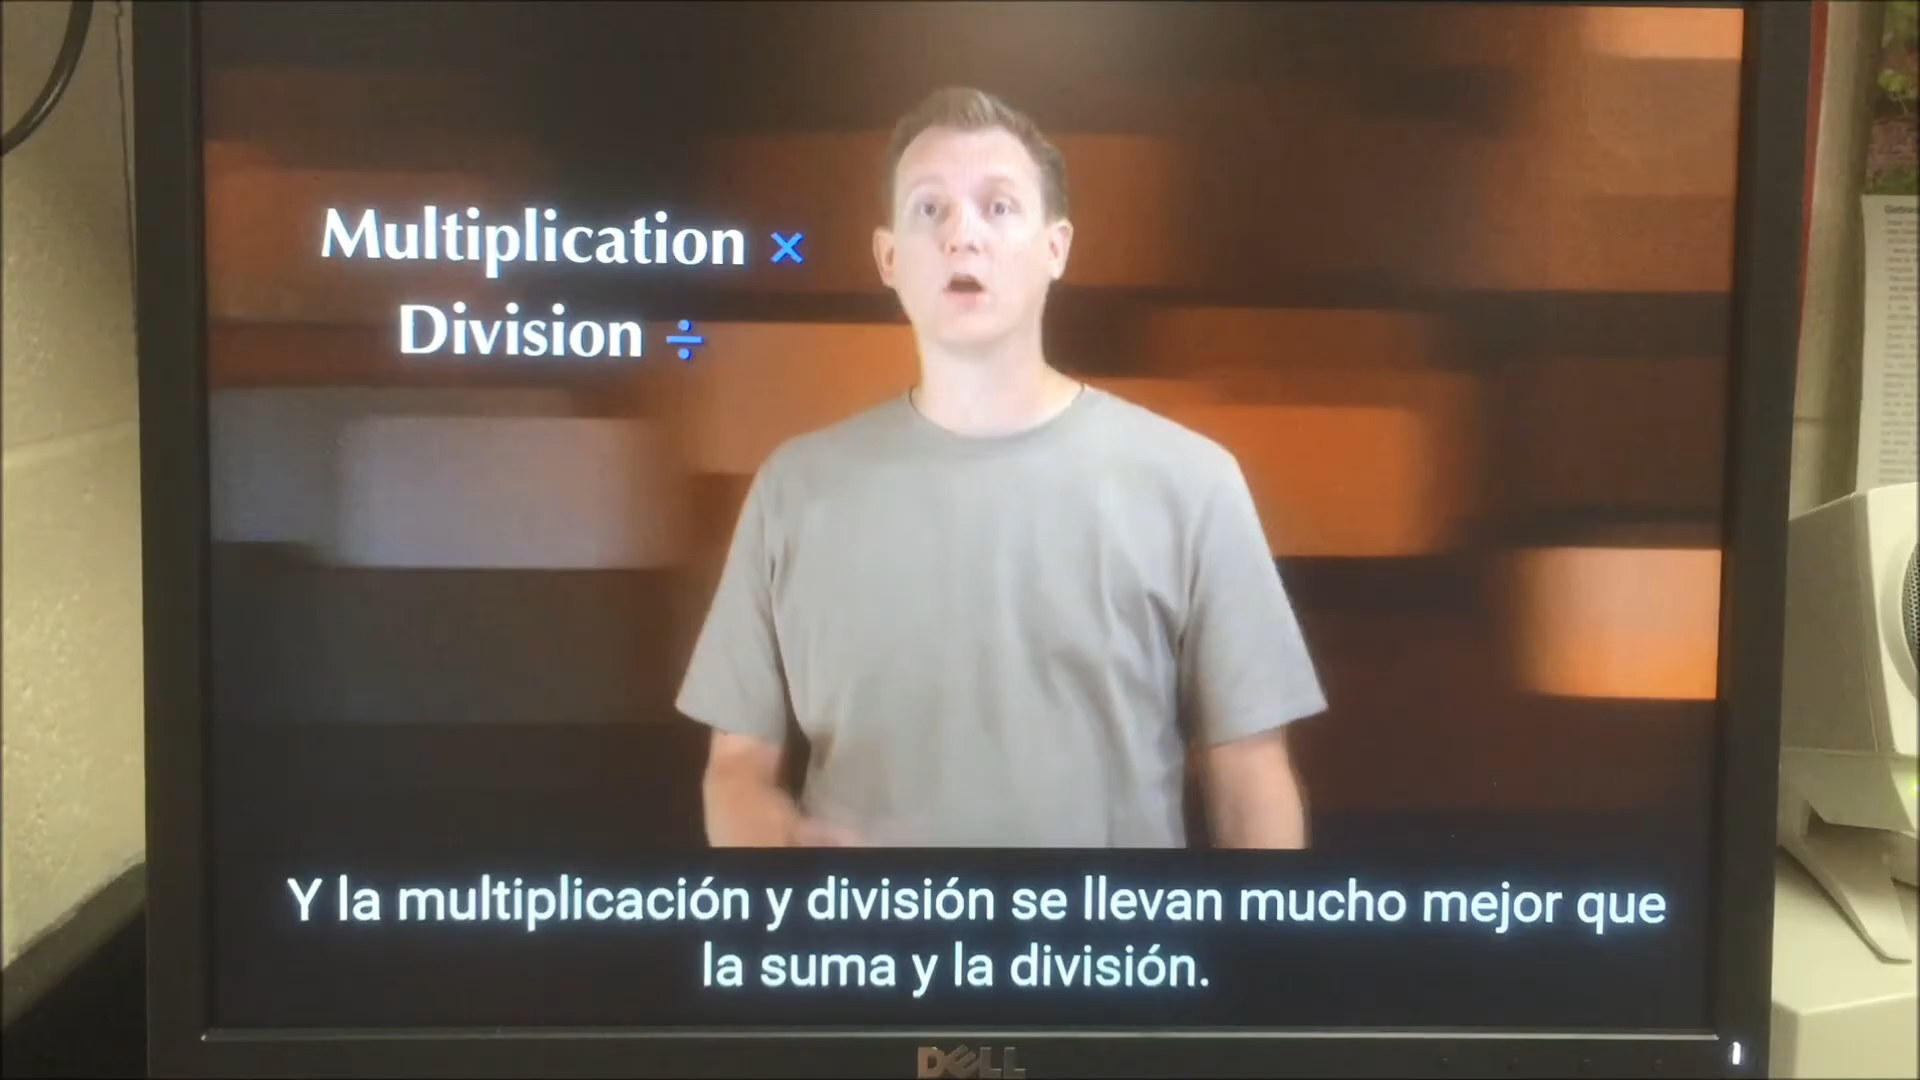 Multiplication ×
Division ÷
Y la multiplicación y división se llevan mucho mejor que
la suma y la división.
DELL